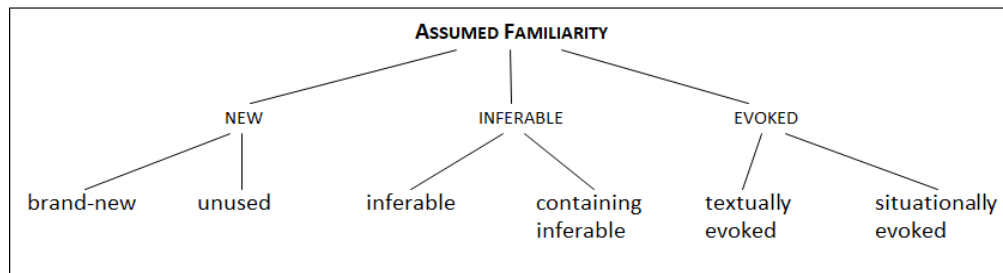 ASSUMED FAMILIARITY
NEW INFERABLE EVOKED
brand-new unused inferable containing textually situationally
inferable evoked evoked